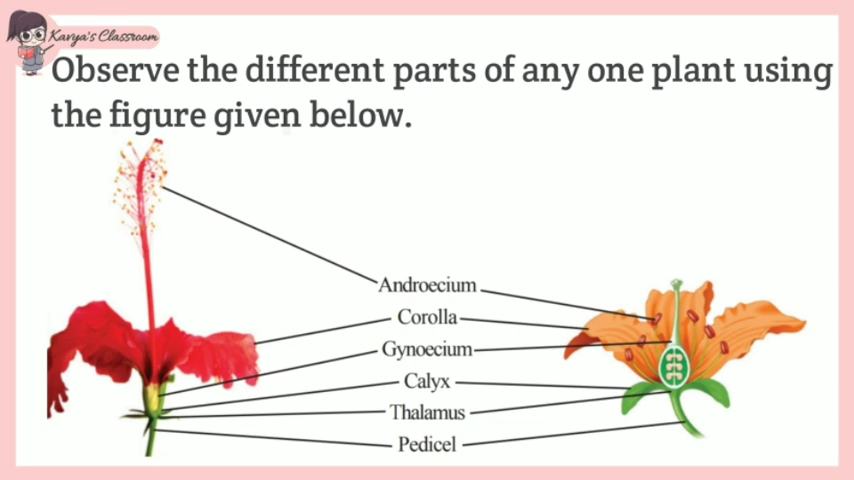 Kavya's Classroom
Observe the different parts of any one plant using
the figure given below.
Androecium
Corolla
Gynoecium
Calyx
Thalamus
Pedicel